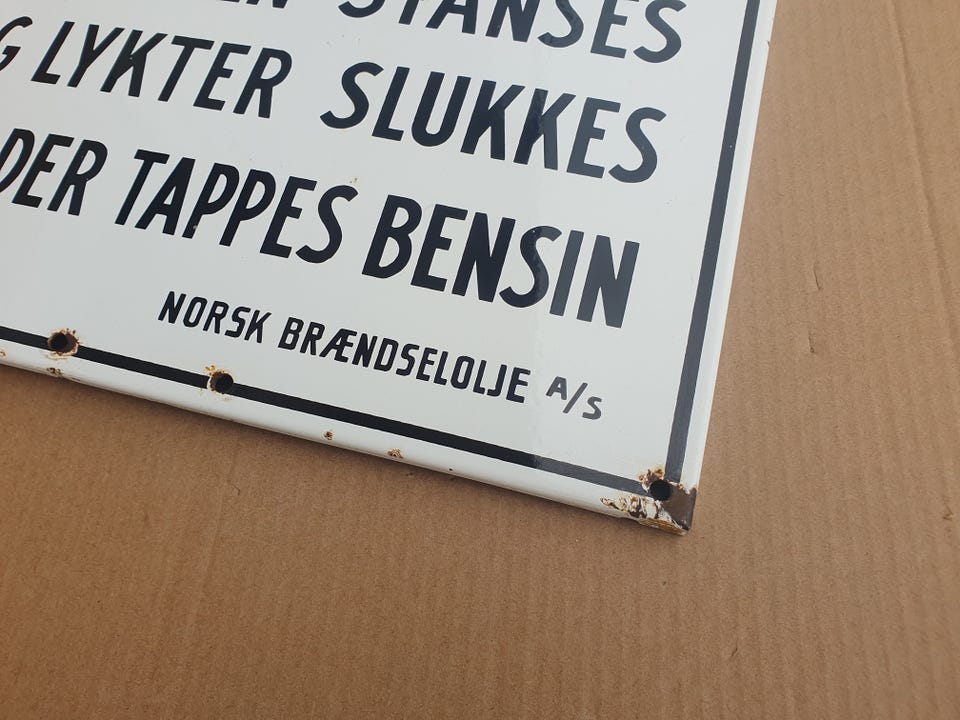 STANSES
LYKTER SLUKKES
DER TAPPES BENSIN
NORSK BRÆNDSELOLJE A/S